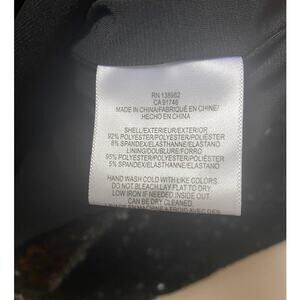 RN 138982
CA 91746
MADE IN CHINA/FABRIQUÉ EN CHINE/
HECHO EN CHINA
SHELL/EXTERIEUR/EXTERIOR
92% POLYESTER/POLYESTER/POLIÉSTER
8% SPANDEX/ELASTHANNE/ELASTANO
LINING/DOUBLURE/FORRO
95% POLYESTER/POLYESTER/POLIÉSTER
5% SPANDEX/ELASTHANNE/ELASTANO
HAND WASH COLD WITH LIKE COLORS.
DO NOT BLEACH.LAY FLAT TO DRY.
LOW IRON IF NEEDED.INSIDE OUT.
CAN BE DRY CLEANED.